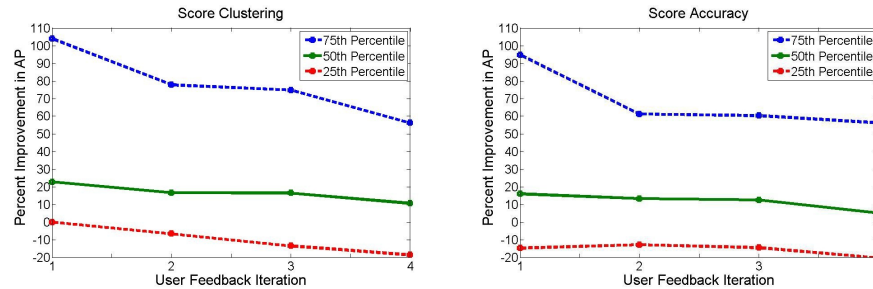 Score Clustering
Percent Improvement in AP
110
100
90
80
70
60
50
40
30
20
10
0
-10
-20
75th Percentile
50th Percentile
25th Percentile
1
2
3
4
User Feedback Iteration
Score Accuracy
Percent Improvement in AP
110
100
90
80
70
60
50
40
30
20
10
0
-10
-20
75th Percentile
50th Percentile
25th Percentile
1
2
3
User Feedback Iteration